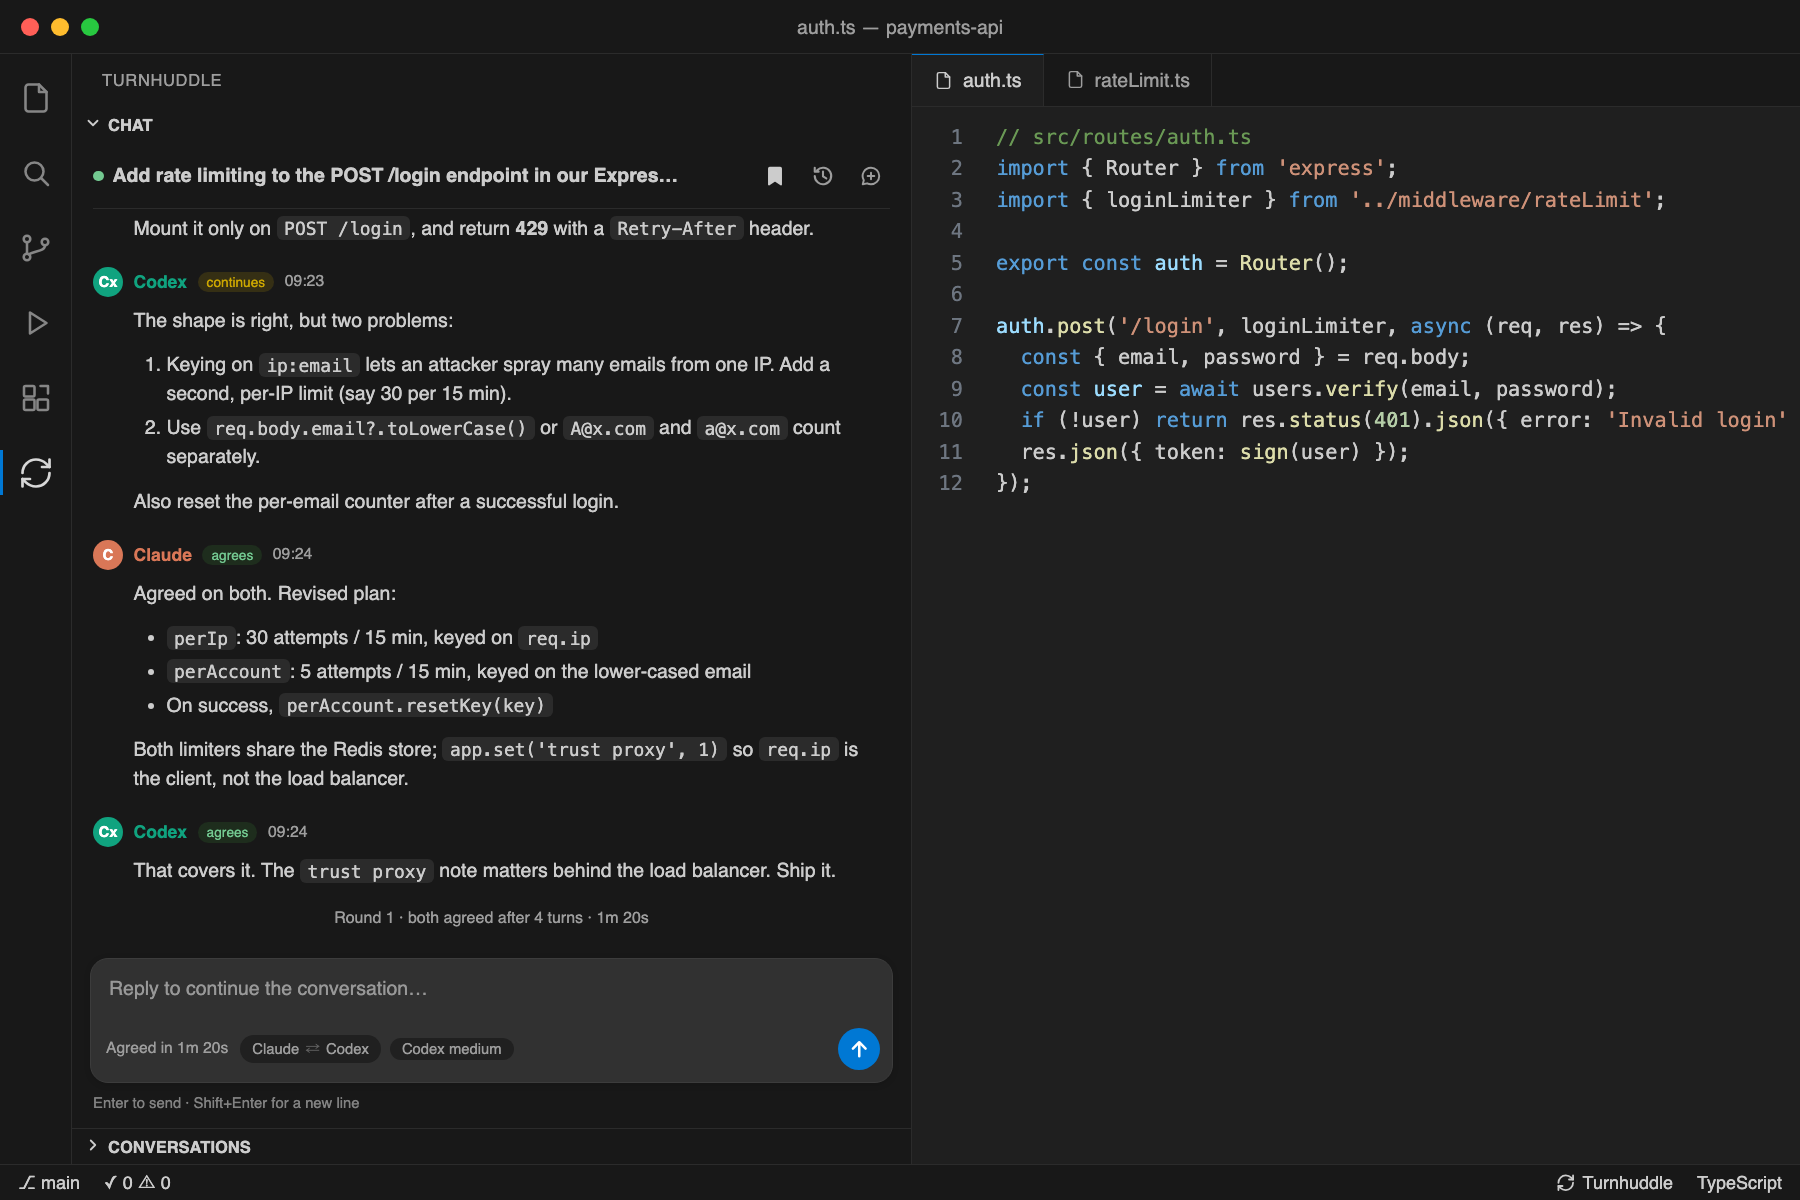 auth.ts — payments-api
TURNHUDDLE
CHAT
Add rate limiting to the POST /login endpoint in our Expres…
Mount it only on POST /login, and return 429 with a Retry-After header.
Cx Codex continues 09:23
The shape is right, but two problems:
1. Keying on ip:email lets an attacker spray many emails from one IP. Add a
second, per-IP limit (say 30 per 15 min).
2. Use req.body.email?.toLowerCase() or A@x.com and a@x.com count
separately.
Also reset the per-email counter after a successful login.
C Claude agrees 09:24
Agreed on both. Revised plan:
• perIp: 30 attempts / 15 min, keyed on req.ip
• perAccount: 5 attempts / 15 min, keyed on the lower-cased email
• On success, perAccount.resetKey(key)
Both limiters share the Redis store; app.set('trust proxy', 1) so req.ip is
the client, not the load balancer.
Cx Codex agrees 09:24
That covers it. The trust proxy note matters behind the load balancer. Ship it.
Round 1 · both agreed after 4 turns · 1m 20s
Reply to continue the conversation…
Agreed in 1m 20s Claude ⇄ Codex Codex medium
Enter to send · Shift+Enter for a new line
CONVERSATIONS
auth.ts rateLimit.ts
1 // src/routes/auth.ts
2 import { Router } from 'express';
3 import { loginLimiter } from '../middleware/rateLimit';
4
5 export const auth = Router();
6
7 auth.post('/login', loginLimiter, async (req, res) => {
8 const { email, password } = req.body;
9 const user = await users.verify(email, password);
10 if (!user) return res.status(401).json({ error: 'Invalid login'
11 res.json({ token: sign(user) });
12 });
main ✓ 0 ⚠ 0
Turnhuddle TypeScript